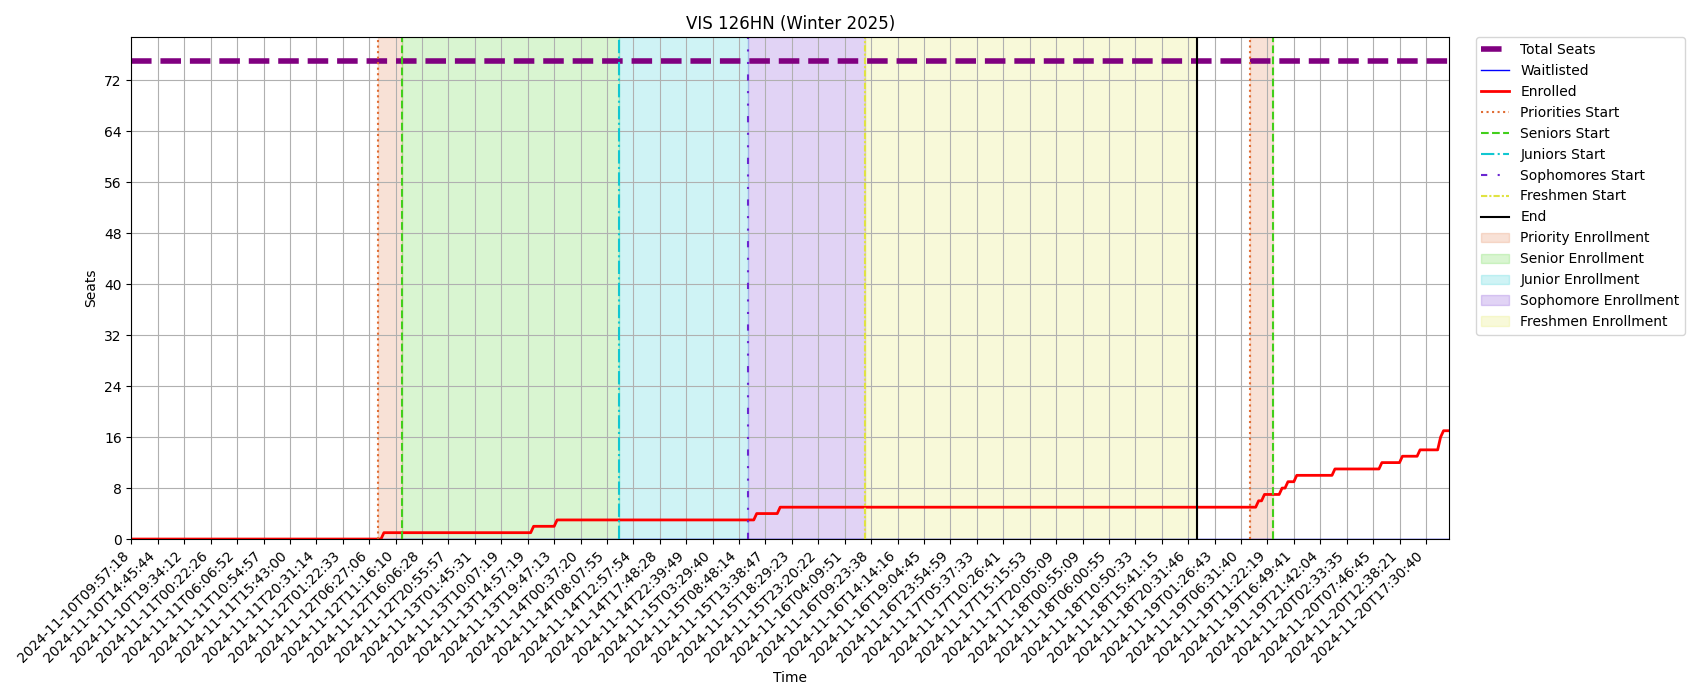 VIS 126HN (Winter 2025)
Seats
72
64
56
48
40
32
24
16
8
0
2024-11-10T09:57:18
2024-11-10T14:45:44
2024-11-10T19:34:12
2024-11-11T00:22:26
2024-11-11T06:06:52
2024-11-11T10:54:57
2024-11-11T15:43:00
2024-11-11T20:31:14
2024-11-12T01:22:33
2024-11-12T06:27:06
2024-11-12T11:16:10
2024-11-12T16:06:28
2024-11-12T20:55:57
2024-11-13T01:45:31
2024-11-13T10:07:19
2024-11-13T14:57:19
2024-11-13T19:47:13
2024-11-14T00:37:20
2024-11-14T08:07:55
2024-11-14T12:57:54
2024-11-14T17:48:28
2024-11-14T22:39:49
2024-11-15T03:29:40
2024-11-15T08:48:14
2024-11-15T13:38:47
2024-11-15T18:29:23
2024-11-15T23:20:22
2024-11-16T04:09:51
2024-11-16T09:23:38
2024-11-16T14:14:16
2024-11-16T19:04:45
2024-11-16T23:54:59
2024-11-17T05:37:33
2024-11-17T10:26:41
2024-11-17T15:15:53
2024-11-17T20:05:09
2024-11-18T00:55:09
2024-11-18T06:00:55
2024-11-18T10:50:33
2024-11-18T15:41:15
2024-11-18T20:31:46
2024-11-19T01:26:43
2024-11-19T06:31:40
2024-11-19T11:22:19
2024-11-19T16:49:41
2024-11-19T21:42:04
2024-11-20T02:33:35
2024-11-20T07:46:45
2024-11-20T12:38:21
2024-11-20T17:30:40
Time
Total Seats
Waitlisted
Enrolled
Priorities Start
Seniors Start
Juniors Start
Sophomores Start
Freshmen Start
End
Priority Enrollment
Senior Enrollment
Junior Enrollment
Sophomore Enrollment
Freshmen Enrollment